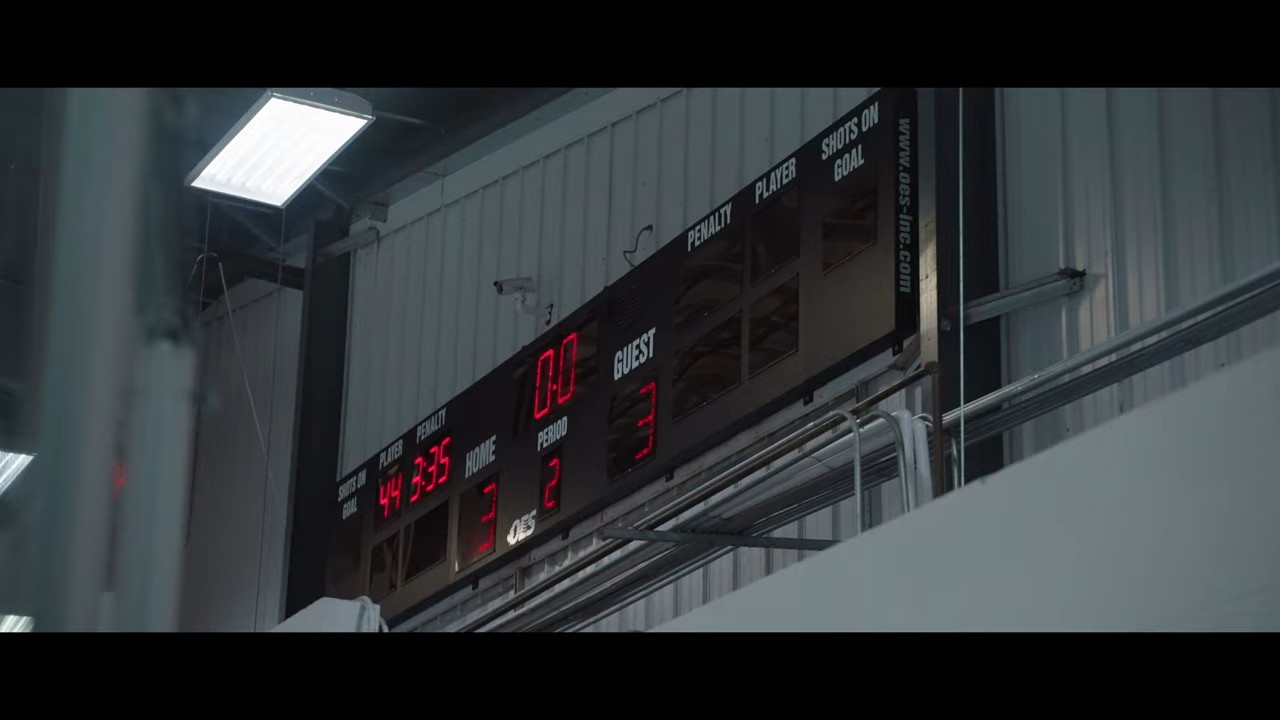 SHOTS ON
GOAL
PLAYER
44
PENALTY
3:35
HOME
3
0:0
PERIOD
2
OES
GUEST
3
PENALTY
PLAYER
SHOTS ON
GOAL
www.oes-inc.com
3